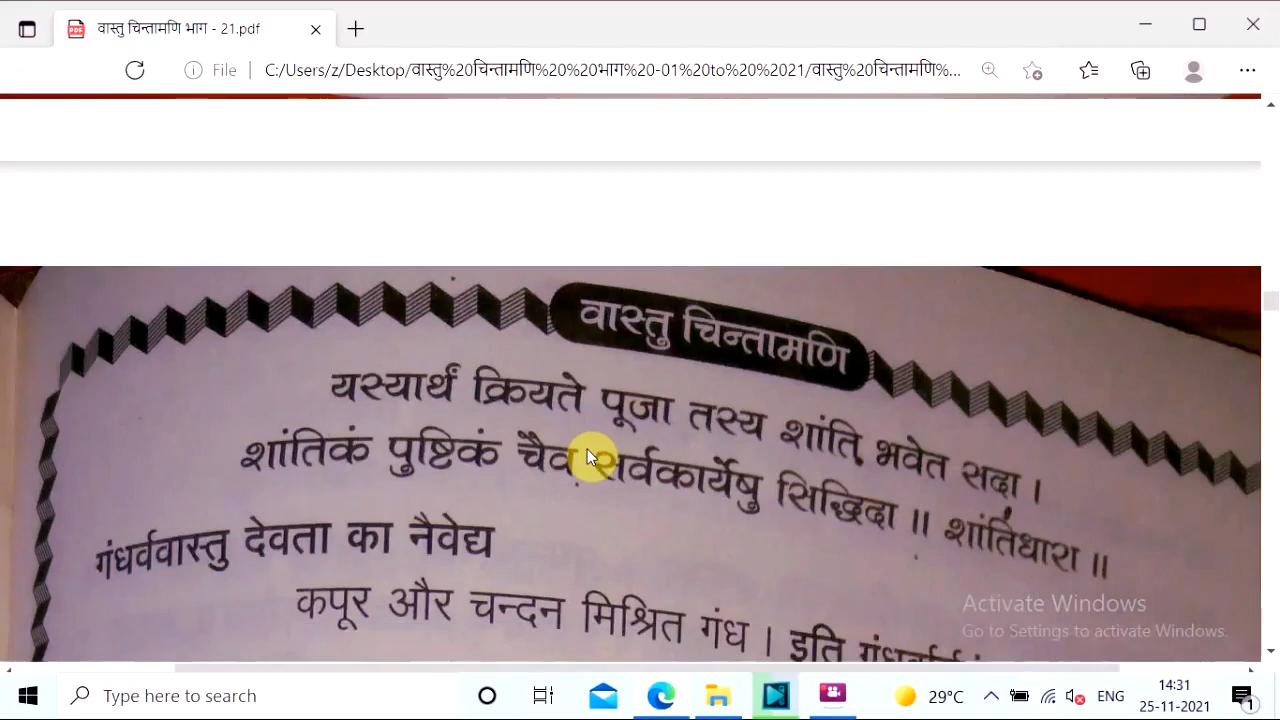 वास्तु चिन्तामणि भाग - 21.pdf
File
C:/Users/z/Desktop/वास्तु%20चिन्तामणि%20%20भाग%20-01%20to%20%2021/वास्तु%20चिन्तामणि%...
वास्तु चिन्तामणि
यस्यार्थं क्रियते पूजा तस्य शांति भवेत सदा ।
शांतिकं पुष्टिकं चैव सर्वकार्येषु सिद्धिदा ॥ शांतिधारा ॥
गंधर्ववास्तु देवता का नैवेद्य
कपूर और चन्दन मिश्रित गंध । इति
Activate Windows
Go to Settings to activate Windows.
Type here to search
29°C
ENG
14:31
25-11-2021
1